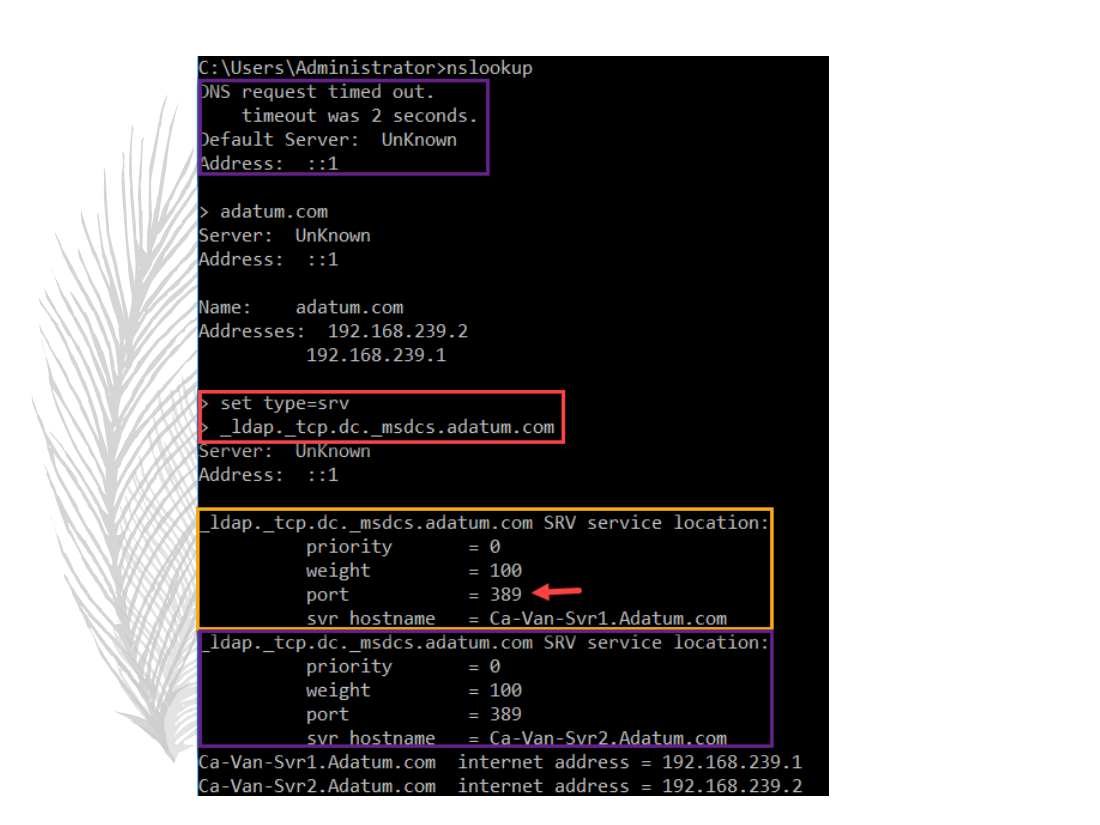 C:\Users\Administrator>nslookup
DNS request timed out.
timeout was 2 seconds.
Default Server:  UnKnown
Address:  ::1
> adatum.com
Server:  UnKnown
Address:  ::1
Name:    adatum.com
Addresses:  192.168.239.2
192.168.239.1
> set type=srv
> _ldap._tcp.dc._msdcs.adatum.com
Server:  UnKnown
Address:  ::1
_ldap._tcp.dc._msdcs.adatum.com SRV service location:
priority       = 0
weight         = 100
port           = 389
svr hostname   = Ca-Van-Svr1.Adatum.com
_ldap._tcp.dc._msdcs.adatum.com SRV service location:
priority       = 0
weight         = 100
port           = 389
svr hostname   = Ca-Van-Svr2.Adatum.com
Ca-Van-Svr1.Adatum.com  internet address = 192.168.239.1
Ca-Van-Svr2.Adatum.com  internet address = 192.168.239.2